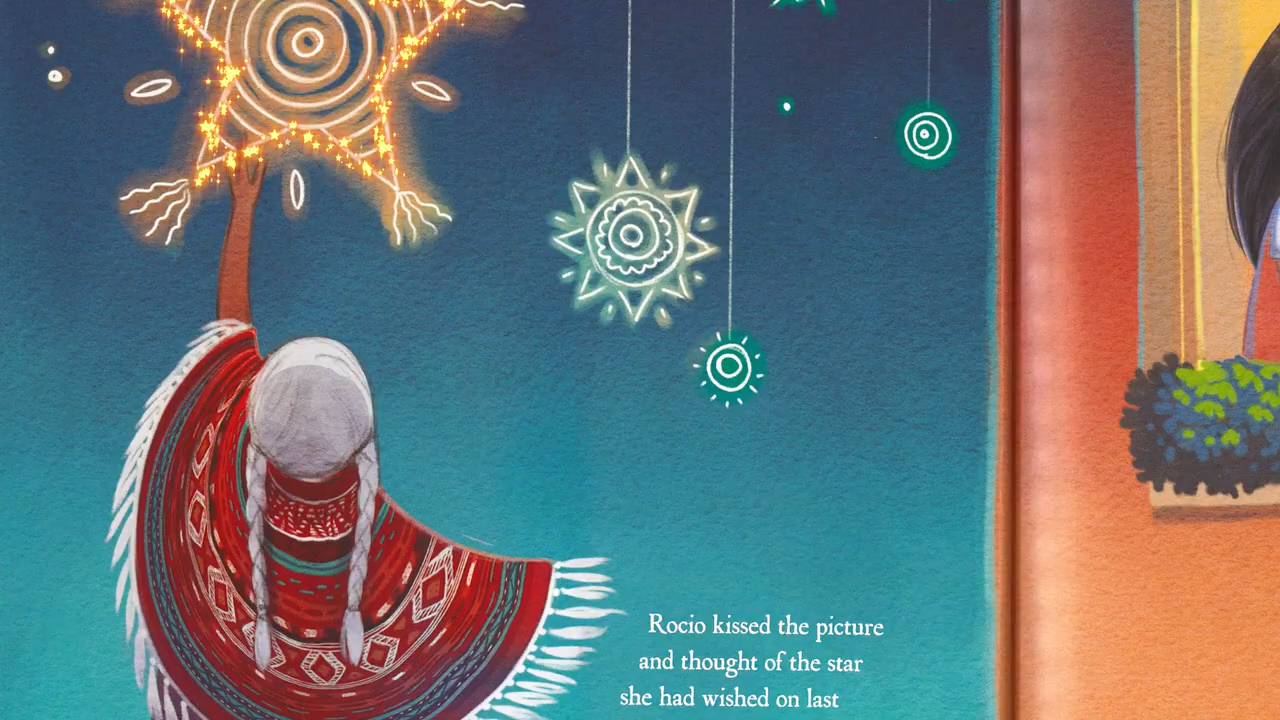 Rocio kissed the picture
and thought of the star
she had wished on last